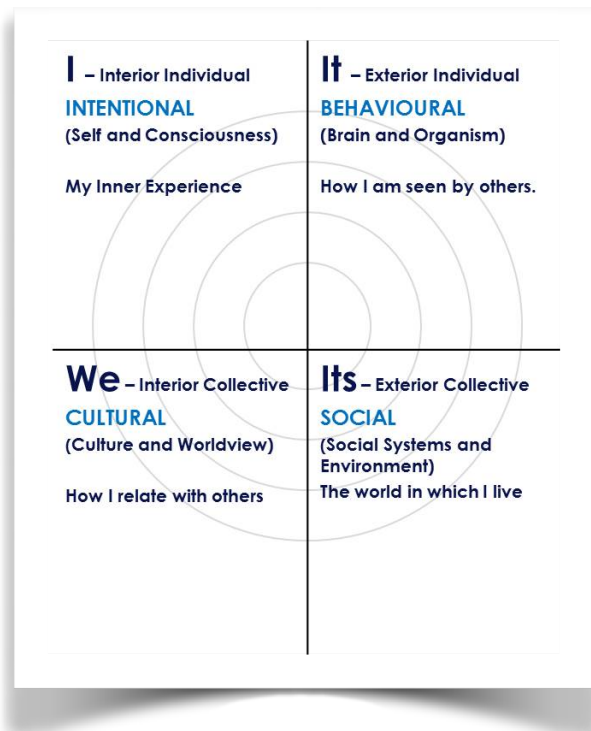 I – Interior Individual
INTENTIONAL
(Self and Consciousness)
My Inner Experience
It – Exterior Individual
BEHAVIOURAL
(Brain and Organism)
How I am seen by others.
We – Interior Collective
CULTURAL
(Culture and Worldview)
How I relate with others
Its – Exterior Collective
SOCIAL
(Social Systems and
Environment)
The world in which I live